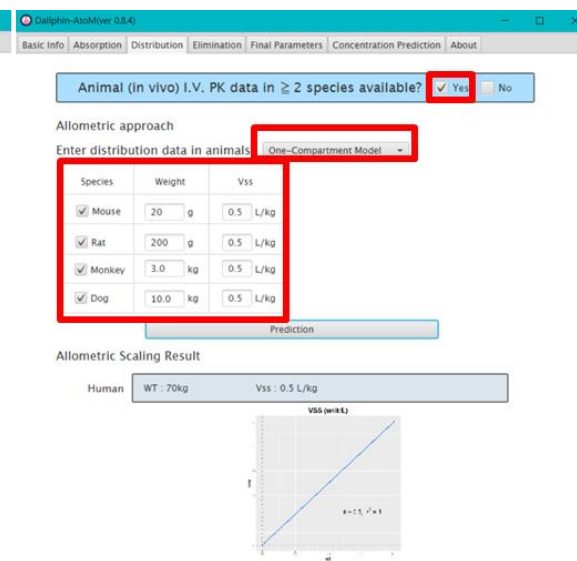 Dallphin-AtoM(ver 0.8.4)
Basic Info Absorption Distribution Elimination Final Parameters Concentration Prediction About
Animal (in vivo) I.V. PK data in ≧ 2 species available? Yes No
Allometric approach
Enter distribution data in animals One-Compartment Model
Species Weight Vss
Mouse 20 g 0.5 L/kg
Rat 200 g 0.5 L/kg
Monkey 3.0 kg 0.5 L/kg
Dog 10.0 kg 0.5 L/kg
Prediction
Allometric Scaling Result
Human WT : 70kg Vss : 0.5 L/kg
VSS (unit:L)